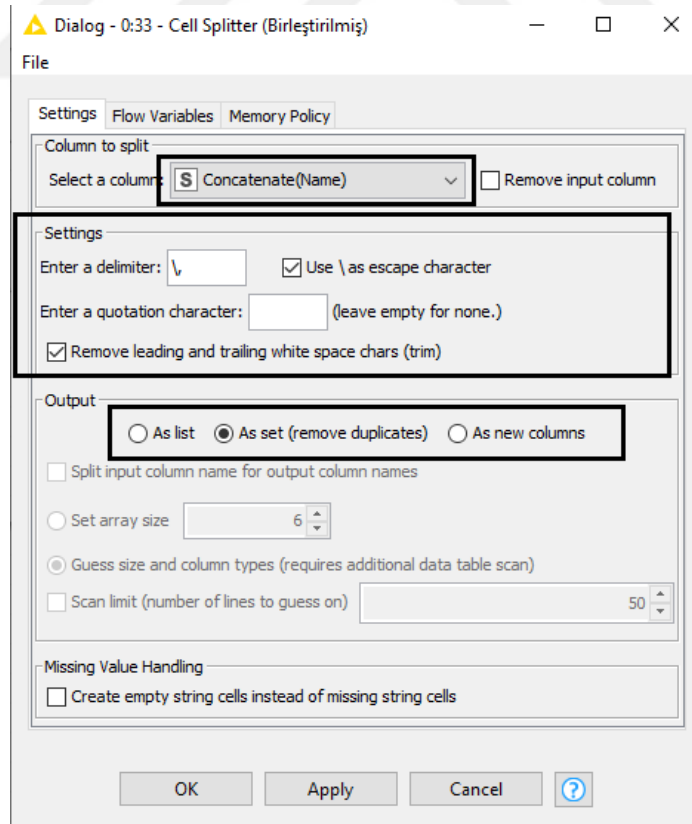 Dialog - 0:33 - Cell Splitter (Birleştirilmiş)
File
Settings Flow Variables Memory Policy
Column to split
Select a column: S Concatenate(Name) Remove input column
Settings
Enter a delimiter: \, Use \ as escape character
Enter a quotation character: (leave empty for none.)
Remove leading and trailing white space chars (trim)
Output
As list As set (remove duplicates) As new columns
Split input column name for output column names
Set array size 6
Guess size and column types (requires additional data table scan)
Scan limit (number of lines to guess on) 50
Missing Value Handling
Create empty string cells instead of missing string cells
OK Apply Cancel ?